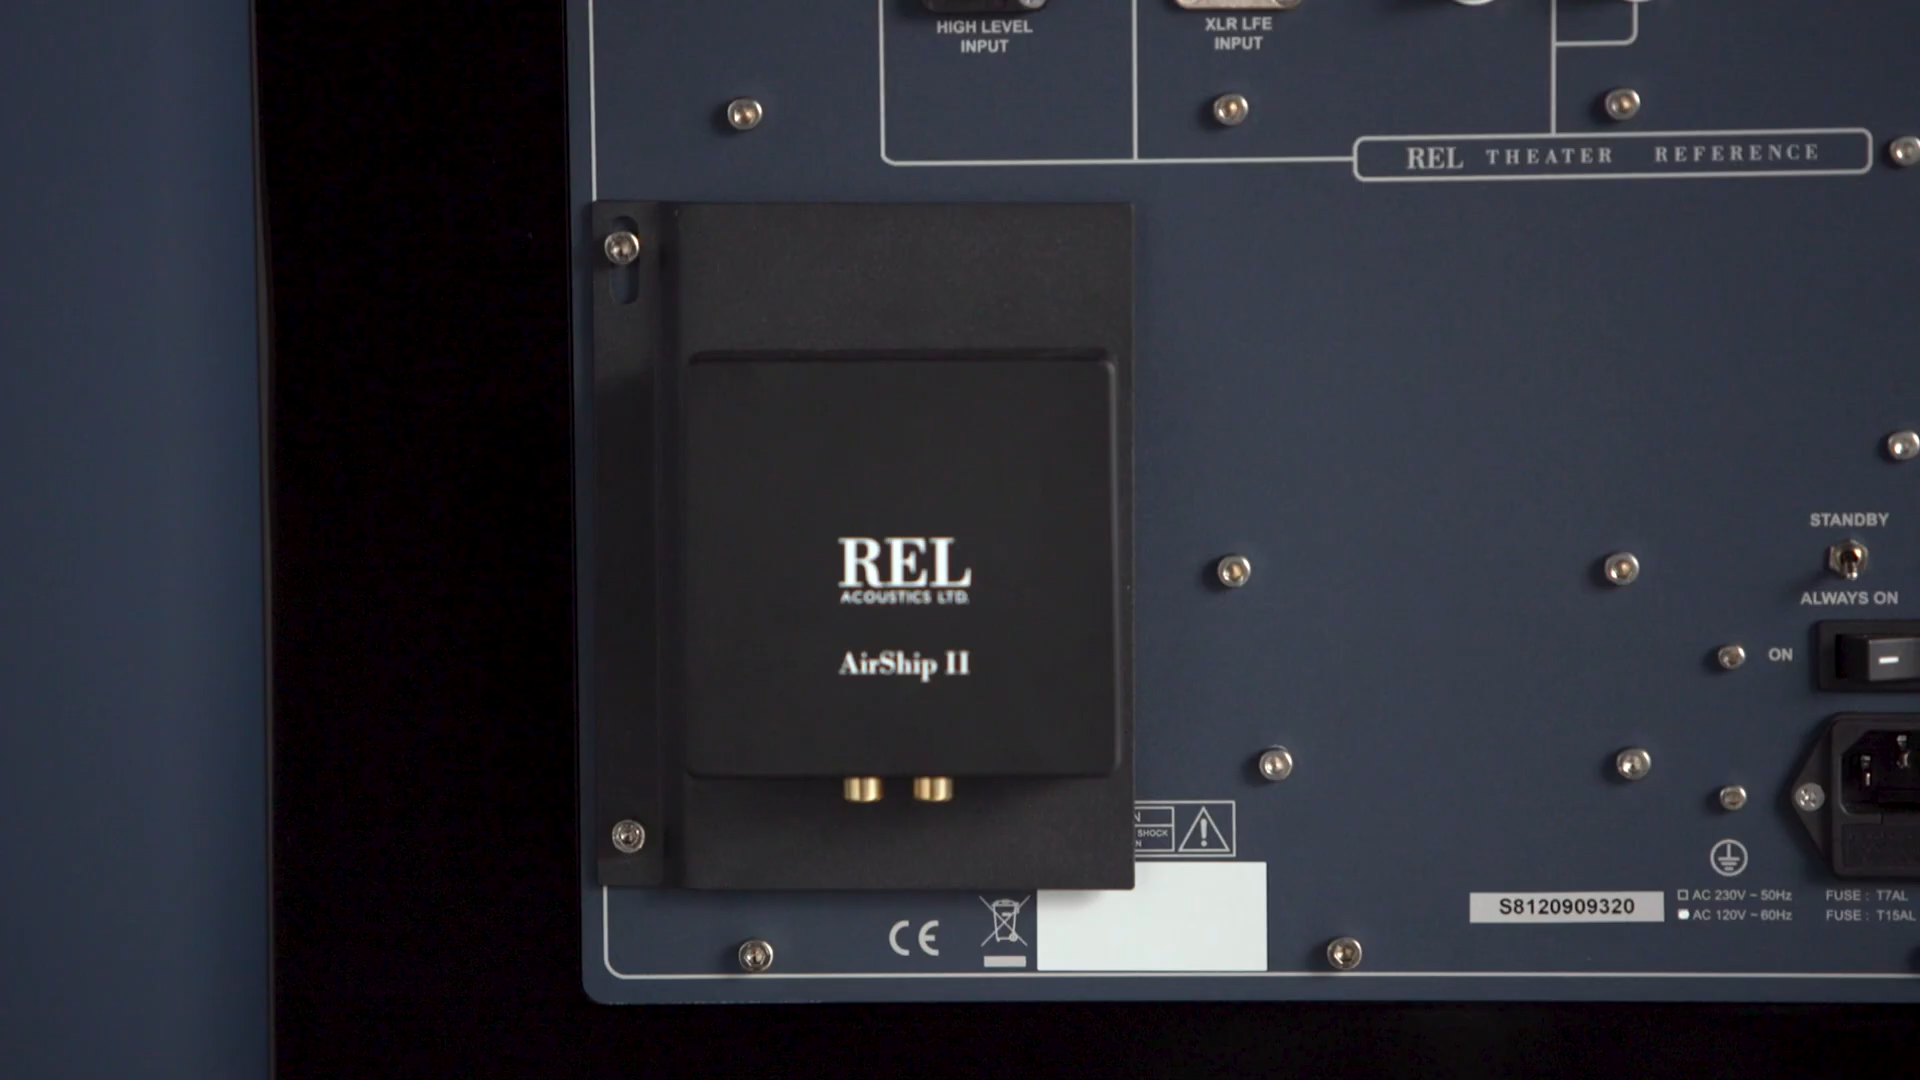 HIGH LEVEL
INPUT
XLR LFE
INPUT
REL THEATER REFERENCE
REL
ACOUSTICS LTD.
AirShip II
STANDBY
ALWAYS ON
ON
SHOCK
CE
S8120909320
AC 230V ~ 50Hz FUSE : T7AL
AC 120V ~ 60Hz FUSE : T15AL